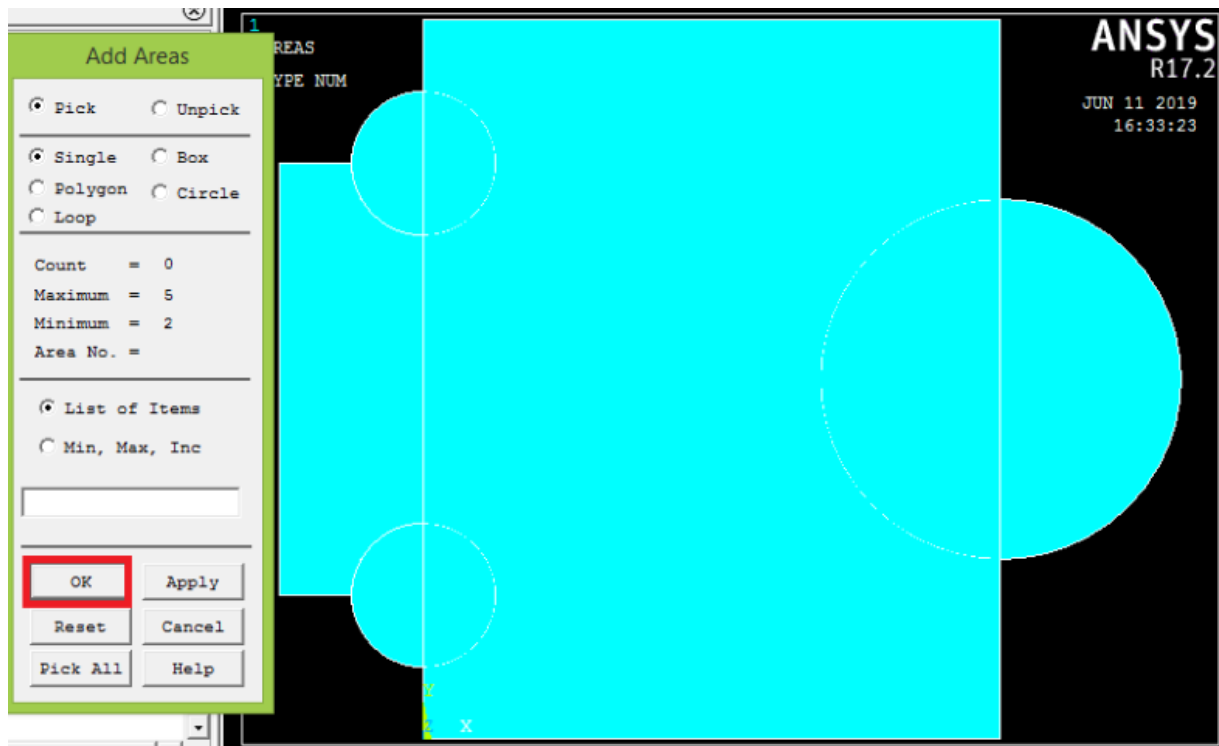 Add Areas
Pick Unpick
Single Box
Polygon Circle
Loop
Count = 0
Maximum = 5
Minimum = 2
Area No. =
List of Items
Min, Max, Inc
OK Apply
Reset Cancel
Pick All Help
1
REAS
YPE NUM
ANSYS
R17.2
JUN 11 2019
16:33:23
Y
Z X